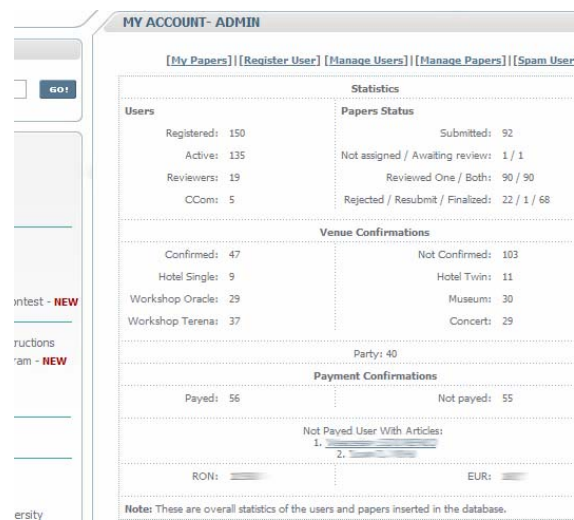 MY ACCOUNT- ADMIN
[My Papers]|[Register User] [Manage Users]|[Manage Papers]|[Spam User
GO!
Statistics
Users Papers Status
Registered: 150 Submitted: 92
Active: 135 Not assigned / Awaiting review: 1 / 1
Reviewers: 19 Reviewed One / Both: 90 / 90
CCom: 5 Rejected / Resubmit / Finalized: 22 / 1 / 68
Venue Confirmations
Confirmed: 47 Not Confirmed: 103
Hotel Single: 9 Hotel Twin: 11
ontest - NEW
Workshop Oracle: 29 Museum: 30
Workshop Terena: 37 Concert: 29
ructions
ram - NEW
Party: 40
Payment Confirmations
Payed: 56 Not payed: 55
Not Payed User With Articles:
1.
2.
RON: EUR:
ersity
Note: These are overall statistics of the users and papers inserted in the database.